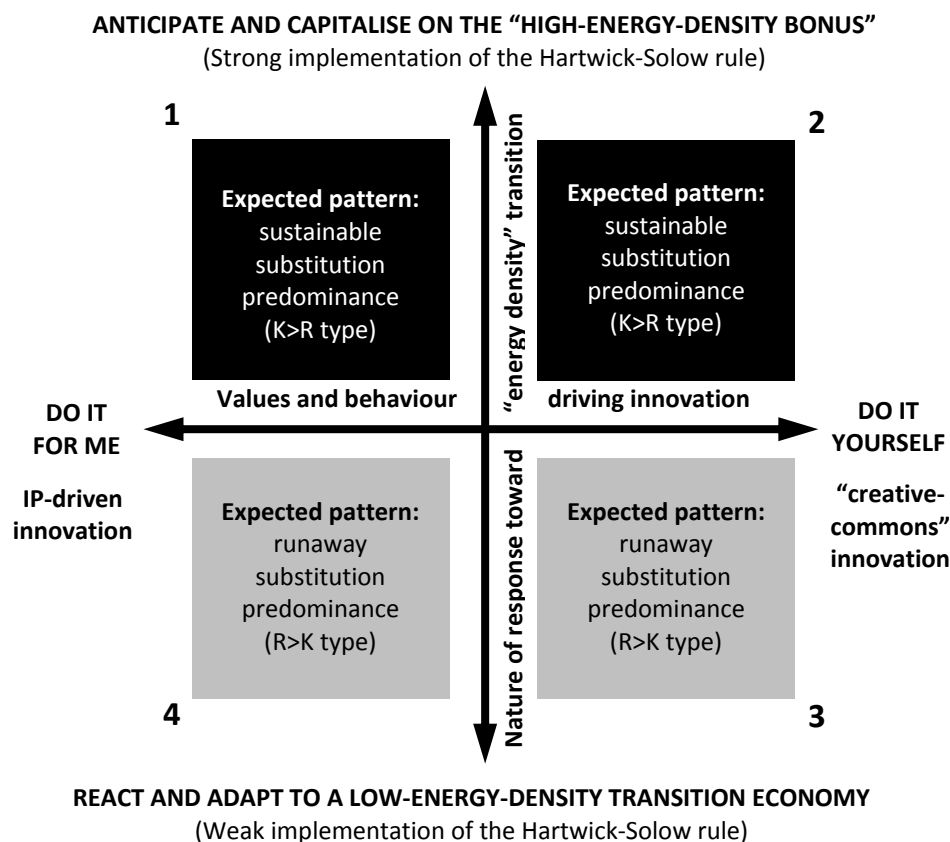 ANTICIPATE AND CAPITALISE ON THE “HIGH-ENERGY-DENSITY BONUS”
(Strong implementation of the Hartwick-Solow rule)
1
2
Expected pattern:
sustainable
substitution
predominance
(K>R type)
Expected pattern:
sustainable
substitution
predominance
(K>R type)
“energy density” transition
Values and behaviour
driving innovation
DO IT
FOR ME
IP-driven
innovation
DO IT
YOURSELF
“creative-
commons”
innovation
Nature of response toward
Expected pattern:
runaway
substitution
predominance
(R>K type)
Expected pattern:
runaway
substitution
predominance
(R>K type)
4
3
REACT AND ADAPT TO A LOW-ENERGY-DENSITY TRANSITION ECONOMY
(Weak implementation of the Hartwick-Solow rule)